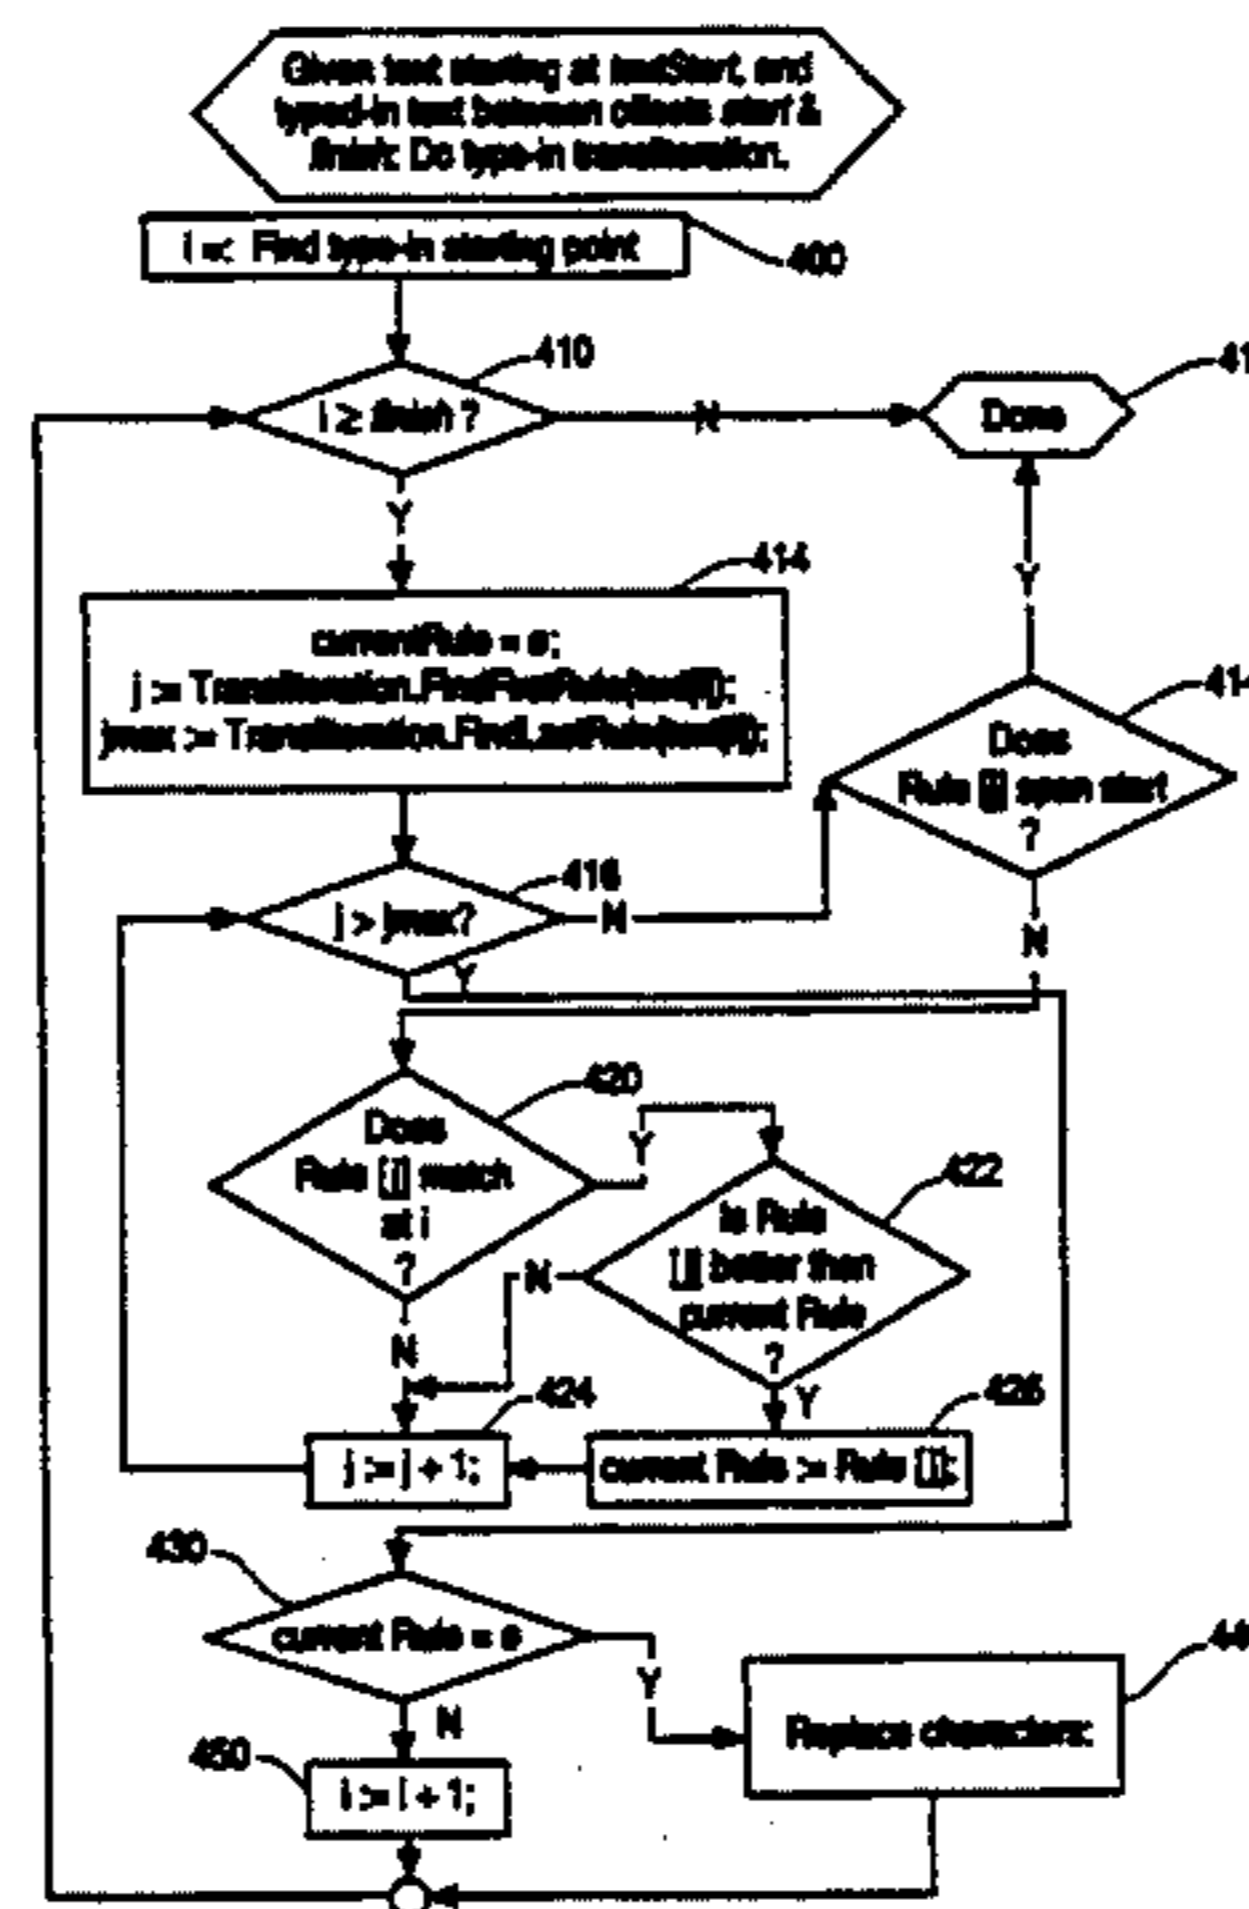 Given text starting at textStart, and
typed-in text between offsets start &
finish: Do type-in transliteration.
i =: Find type-in starting point
400
410
i ≥ finish ?
N
Done
Y
414
currentRule = ø;
j := Transliteration.FindFirstRule(text[i]);
jmax := Transliteration.FindLastRule(text[i]);
Y
Does
Rule [j] span start
?
N
416
j > jmax?
N
Y
420
Does
Rule [j] match
at i
?
Y
N
422
Is Rule
[j] better than
current Rule
?
N
Y
424
j := j + 1;
426
current Rule := Rule [j];
430
current Rule = ø
Y
N
Replace characters:
450
i := i + 1;